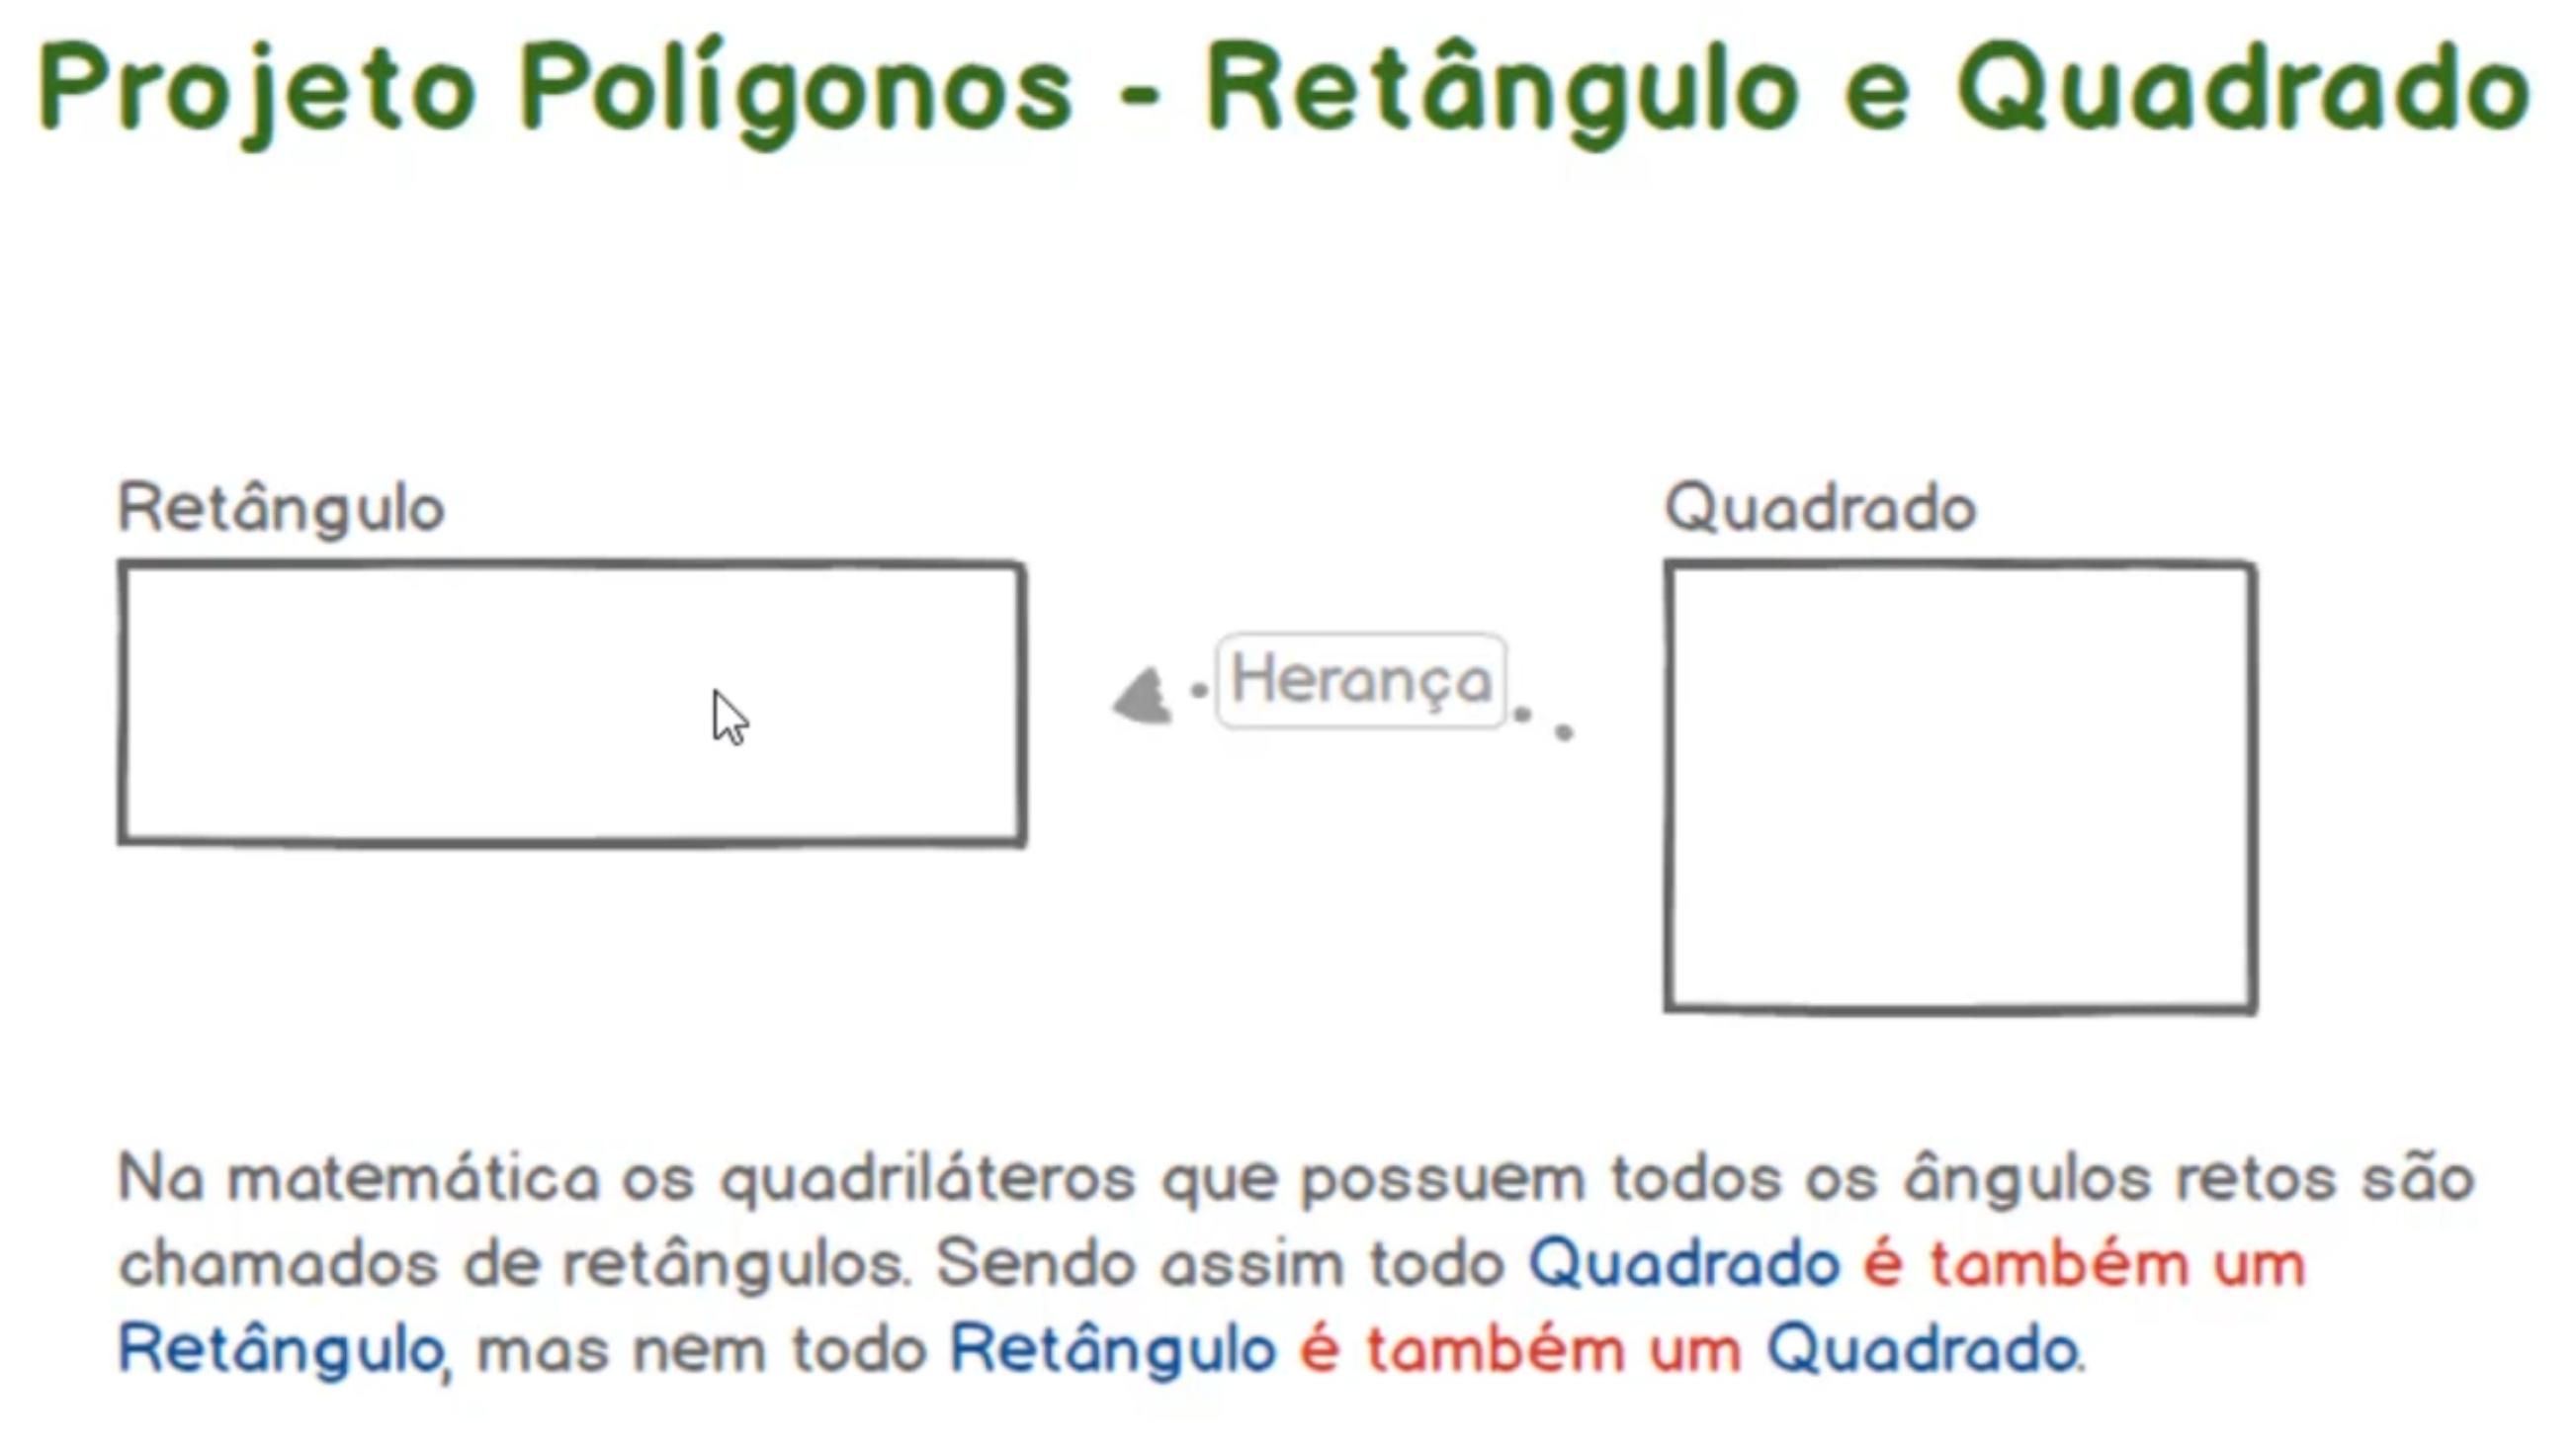 Projeto Polígonos - Retângulo e Quadrado
Retângulo
Quadrado
Herança
Na matemática os quadriláteros que possuem todos os ângulos retos são
chamados de retângulos. Sendo assim todo Quadrado é também um
Retângulo, mas nem todo Retângulo é também um Quadrado.